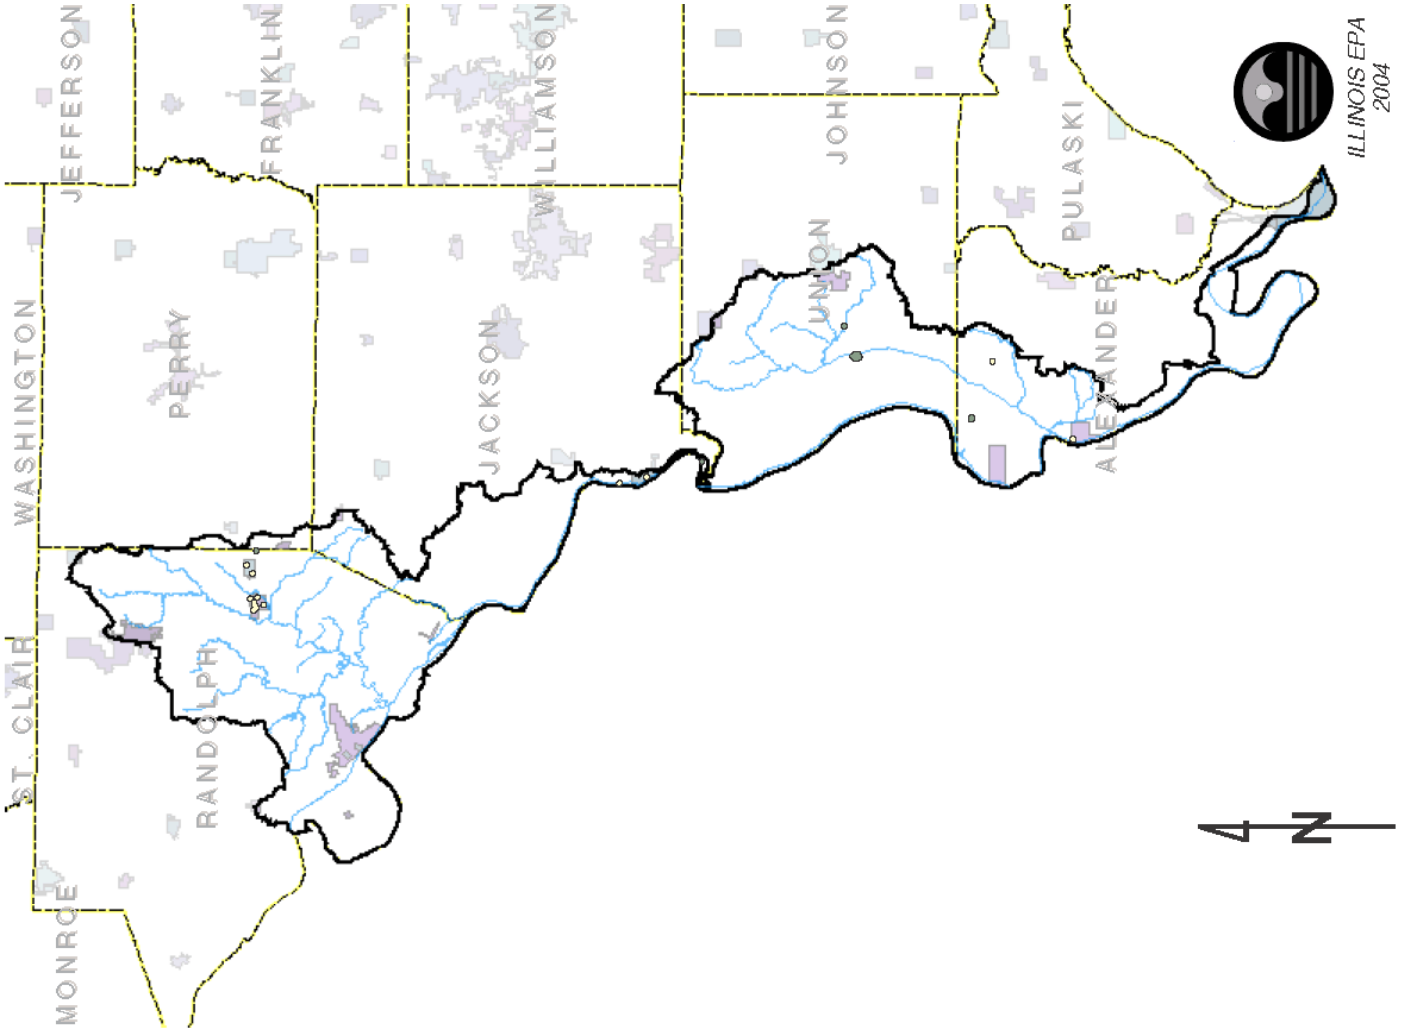 JEFFERSON
FRANKLIN
WILLIAMSON
JOHNSON
PULASKI
WASHINGTON
PERRY
JACKSON
UNION
ALEXANDER
ST. CLAIR
RANDOLPH
MONROE
N
ILLINOIS EPA
2004